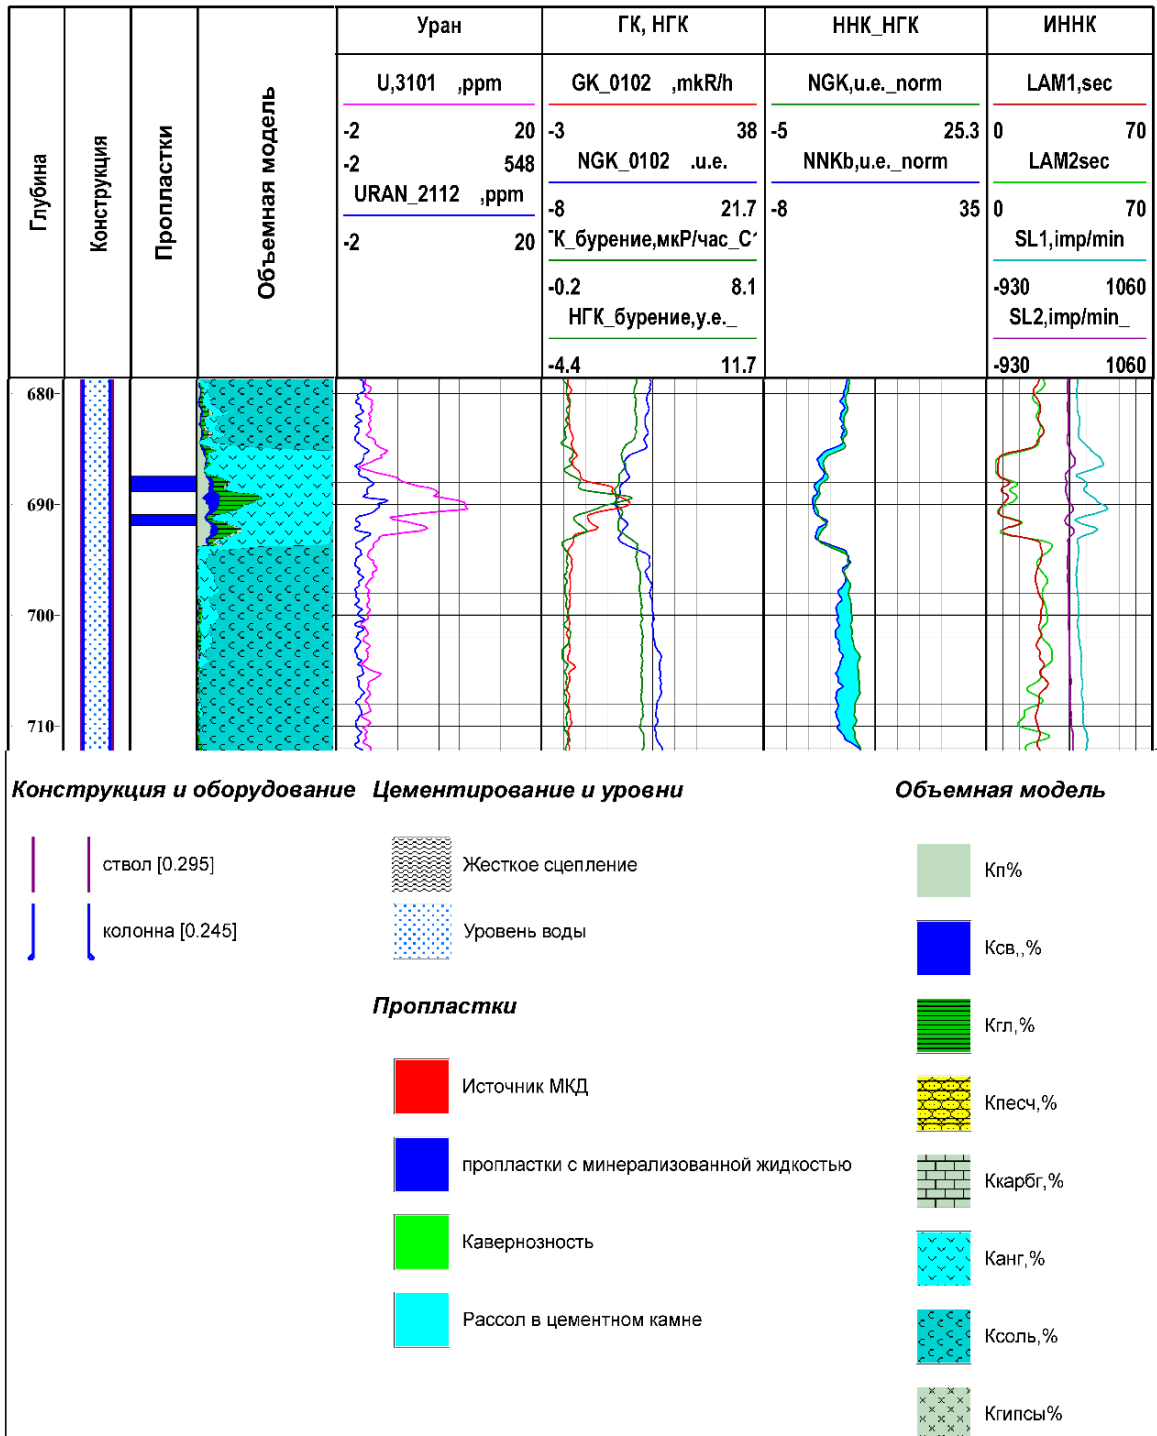 Глубина
Конструкция
Пропластки
Объемная модель
Уран
ГК, НГК
ННК_НГК
ИННК
U,3101 ,ppm
-2 20
-2 548
URAN_2112 ,ppm
-2 20
GK_0102 ,mkR/h
-3 38
NGK_0102 .u.e.
-8 21.7
К_бурение,мкР/час_С
-0.2 8.1
НГК_бурение,у.е._
-4.4 11.7
NGK,u.e._norm
-5 25.3
NNKb,u.e._norm
-8 35
LAM1,sec
0 70
LAM2sec
0 70
SL1,imp/min
-930 1060
SL2,imp/min_
-930 1060
680
690
700
710
Конструкция и оборудование
ствол [0.295]
колонна [0.245]
Цементирование и уровни
Жесткое сцепление
Уровень воды
Пропластки
Источник МКД
пропластки с минерализованной жидкостью
Кавернозность
Рассол в цементном камне
Объемная модель
Кп%
Ксв,,%
Кгл,%
Кпесч,%
Ккарбг,%
Канг,%
Ксоль,%
Кгипсы%